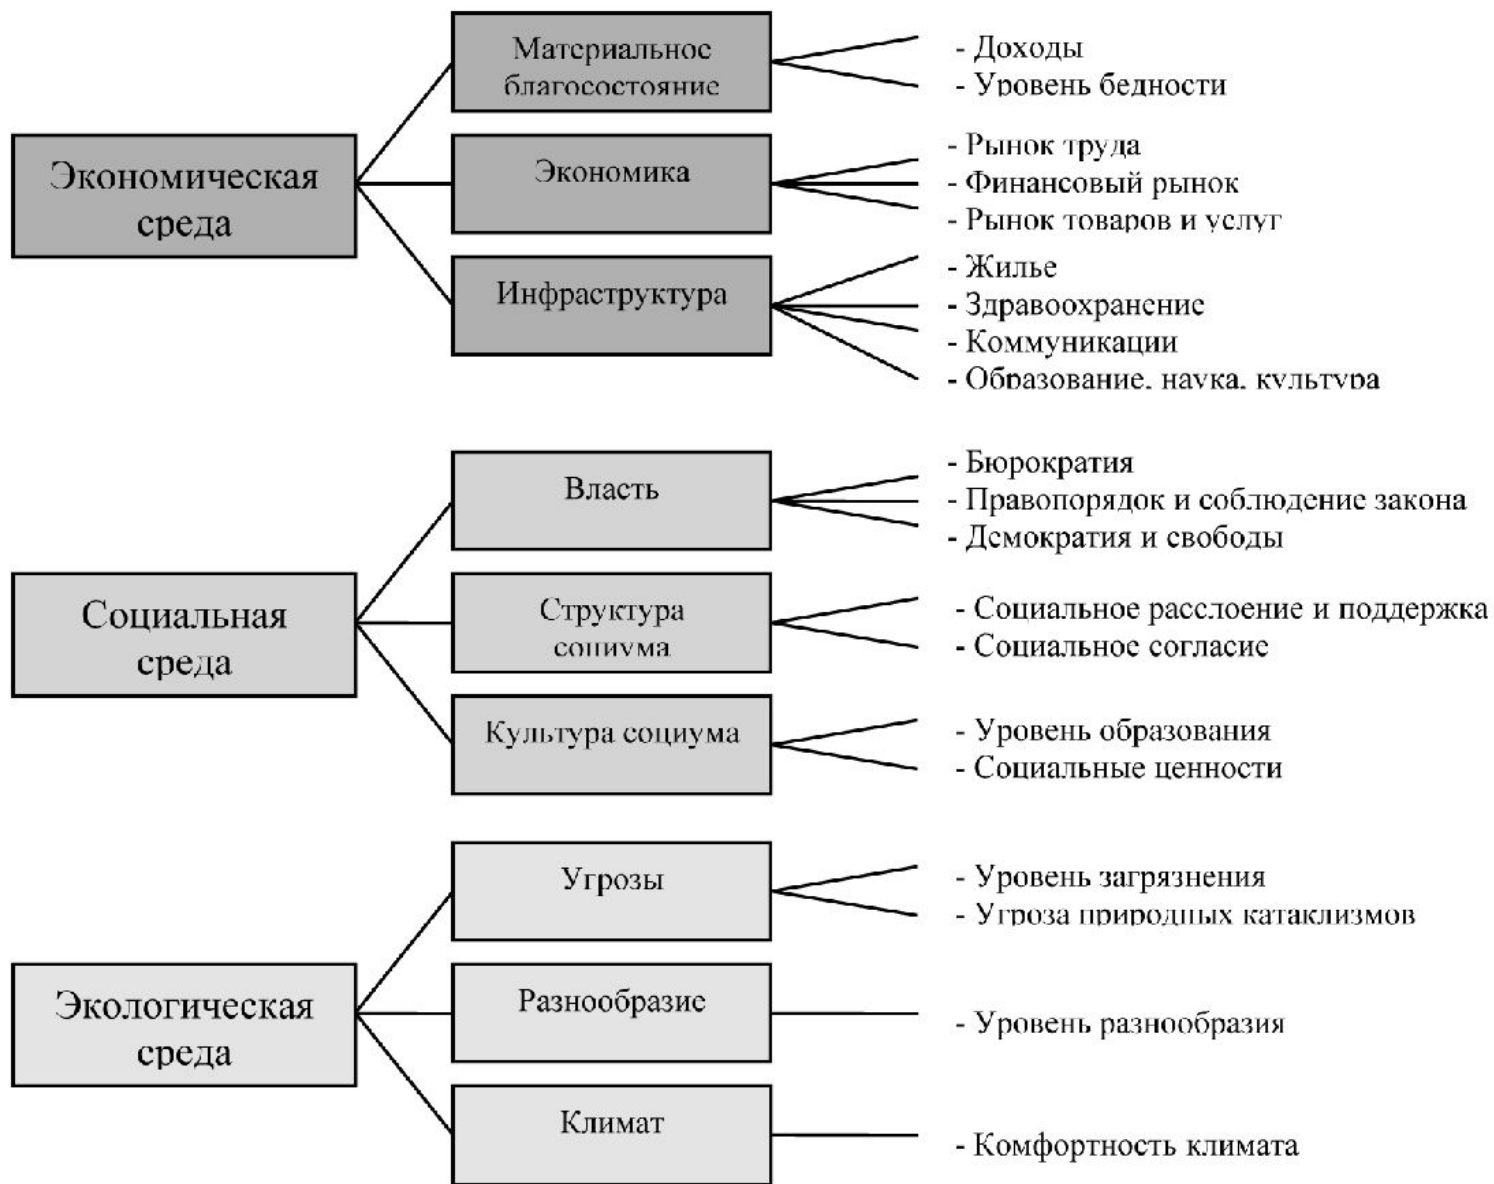 Экономическая
среда
Материальное
благосостояние
- Доходы
- Уровень бедности
Экономика
- Рынок труда
- Финансовый рынок
- Рынок товаров и услуг
Инфраструктура
- Жилье
- Здравоохранение
- Коммуникации
- Образование, наука, культура
Социальная
среда
Власть
- Бюрократия
- Правопорядок и соблюдение закона
- Демократия и свободы
Структура
социума
- Социальное расслоение и поддержка
- Социальное согласие
Культура социума
- Уровень образования
- Социальные ценности
Экологическая
среда
Угрозы
- Уровень загрязнения
- Угроза природных катаклизмов
Разнообразие
- Уровень разнообразия
Климат
- Комфортность климата